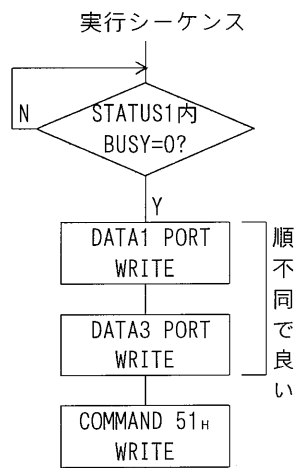 実行シーケンス
N
STATUS1内
BUSY=0?
Y
DATA1 PORT
WRITE
DATA3 PORT
WRITE
順不同で良い
COMMAND 51H
WRITE